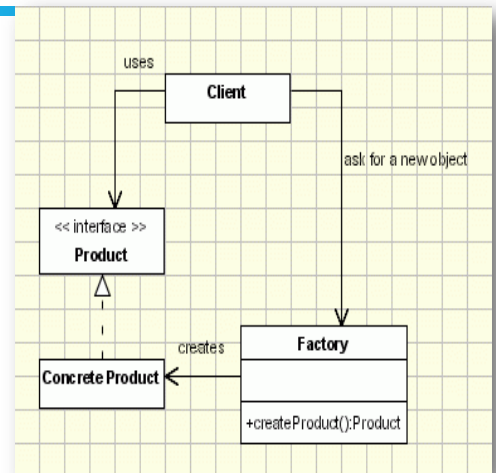 uses
Client
ask for a new object
<< interface >>
Product
creates
Factory
Concrete Product
+createProduct():Product